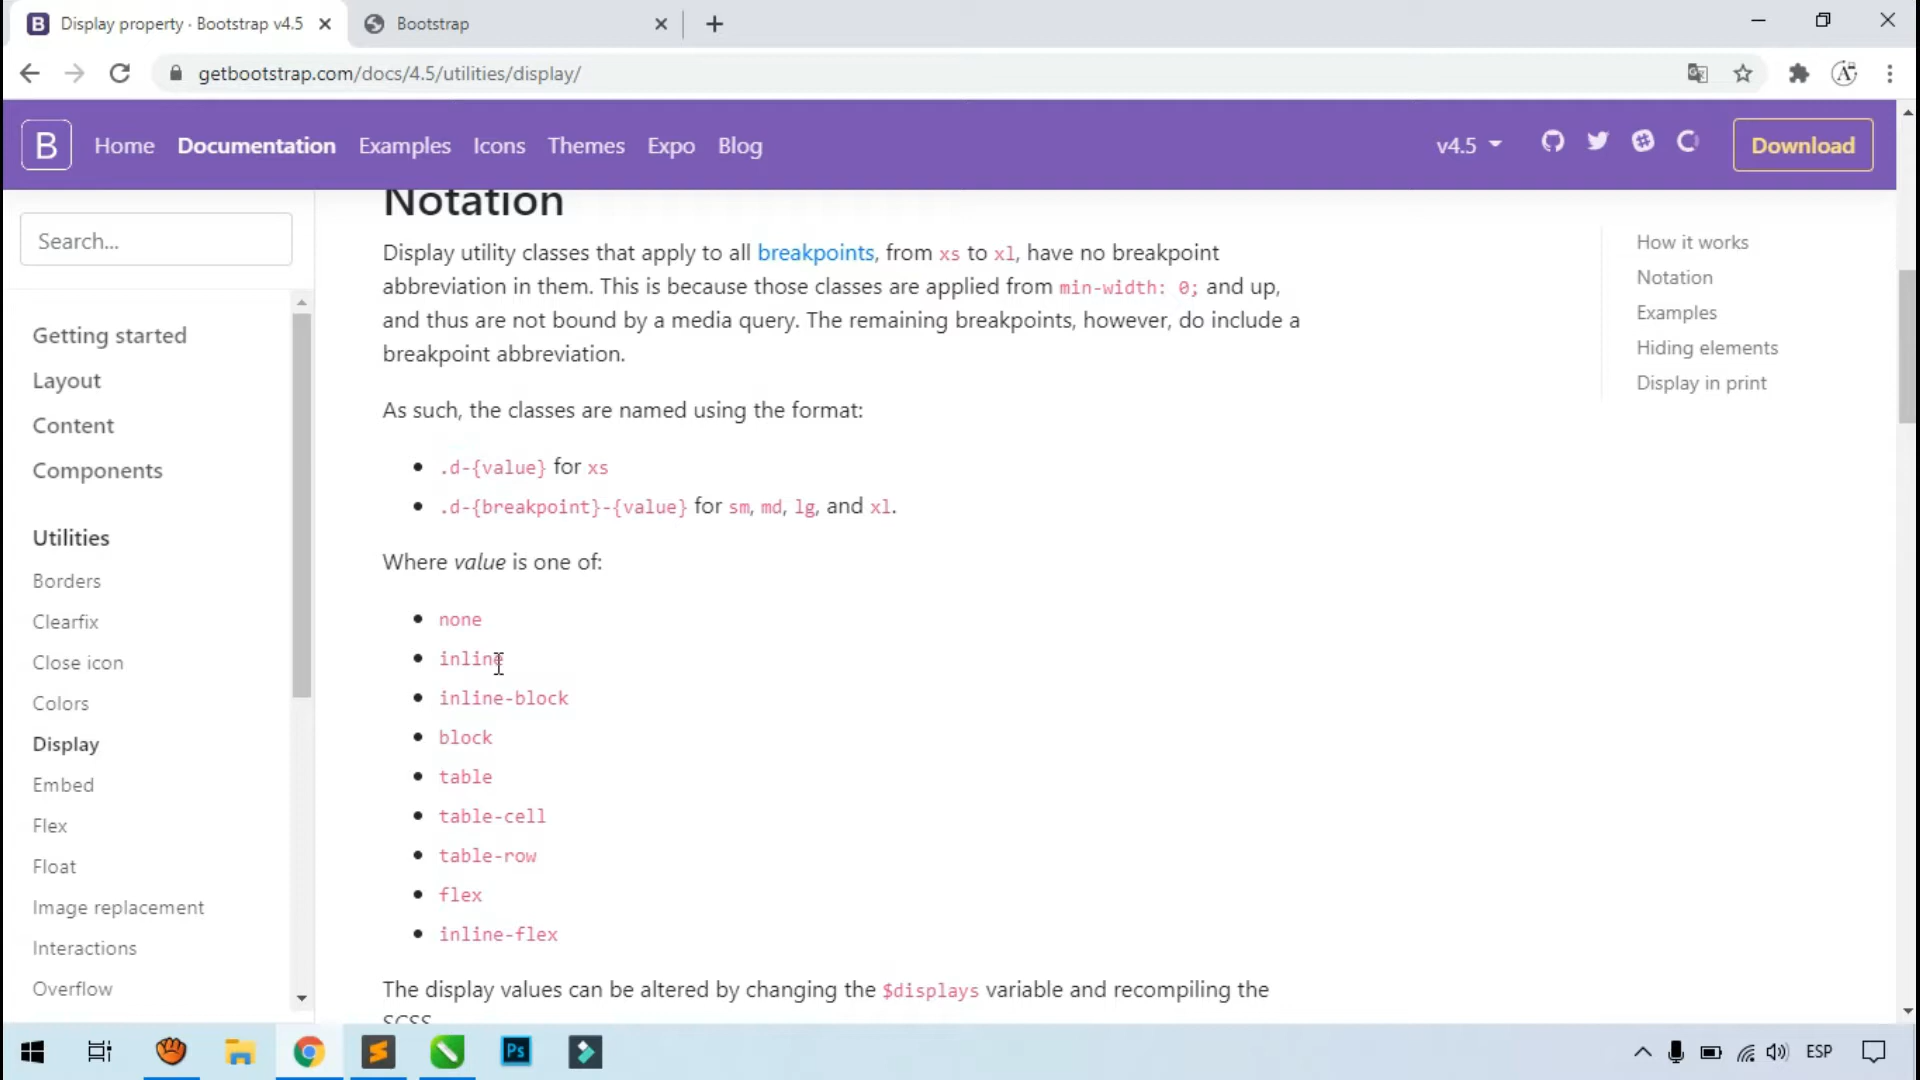 B Display property · Bootstrap v4.5
Bootstrap
getbootstrap.com/docs/4.5/utilities/display/
B Home Documentation Examples Icons Themes Expo Blog v4.5 Download
Search...
Getting started
Layout
Content
Components
Utilities
Borders
Clearfix
Close icon
Colors
Display
Embed
Flex
Float
Image replacement
Interactions
Overflow
Notation
Display utility classes that apply to all breakpoints, from xs to xl, have no breakpoint
abbreviation in them. This is because those classes are applied from min-width: 0; and up,
and thus are not bound by a media query. The remaining breakpoints, however, do include a
breakpoint abbreviation.
As such, the classes are named using the format:
.d-{value} for xs
.d-{breakpoint}-{value} for sm, md, lg, and xl.
Where value is one of:
none
inline
inline-block
block
table
table-cell
table-row
flex
inline-flex
The display values can be altered by changing the $displays variable and recompiling the
SCSS
How it works
Notation
Examples
Hiding elements
Display in print
Ps
ESP